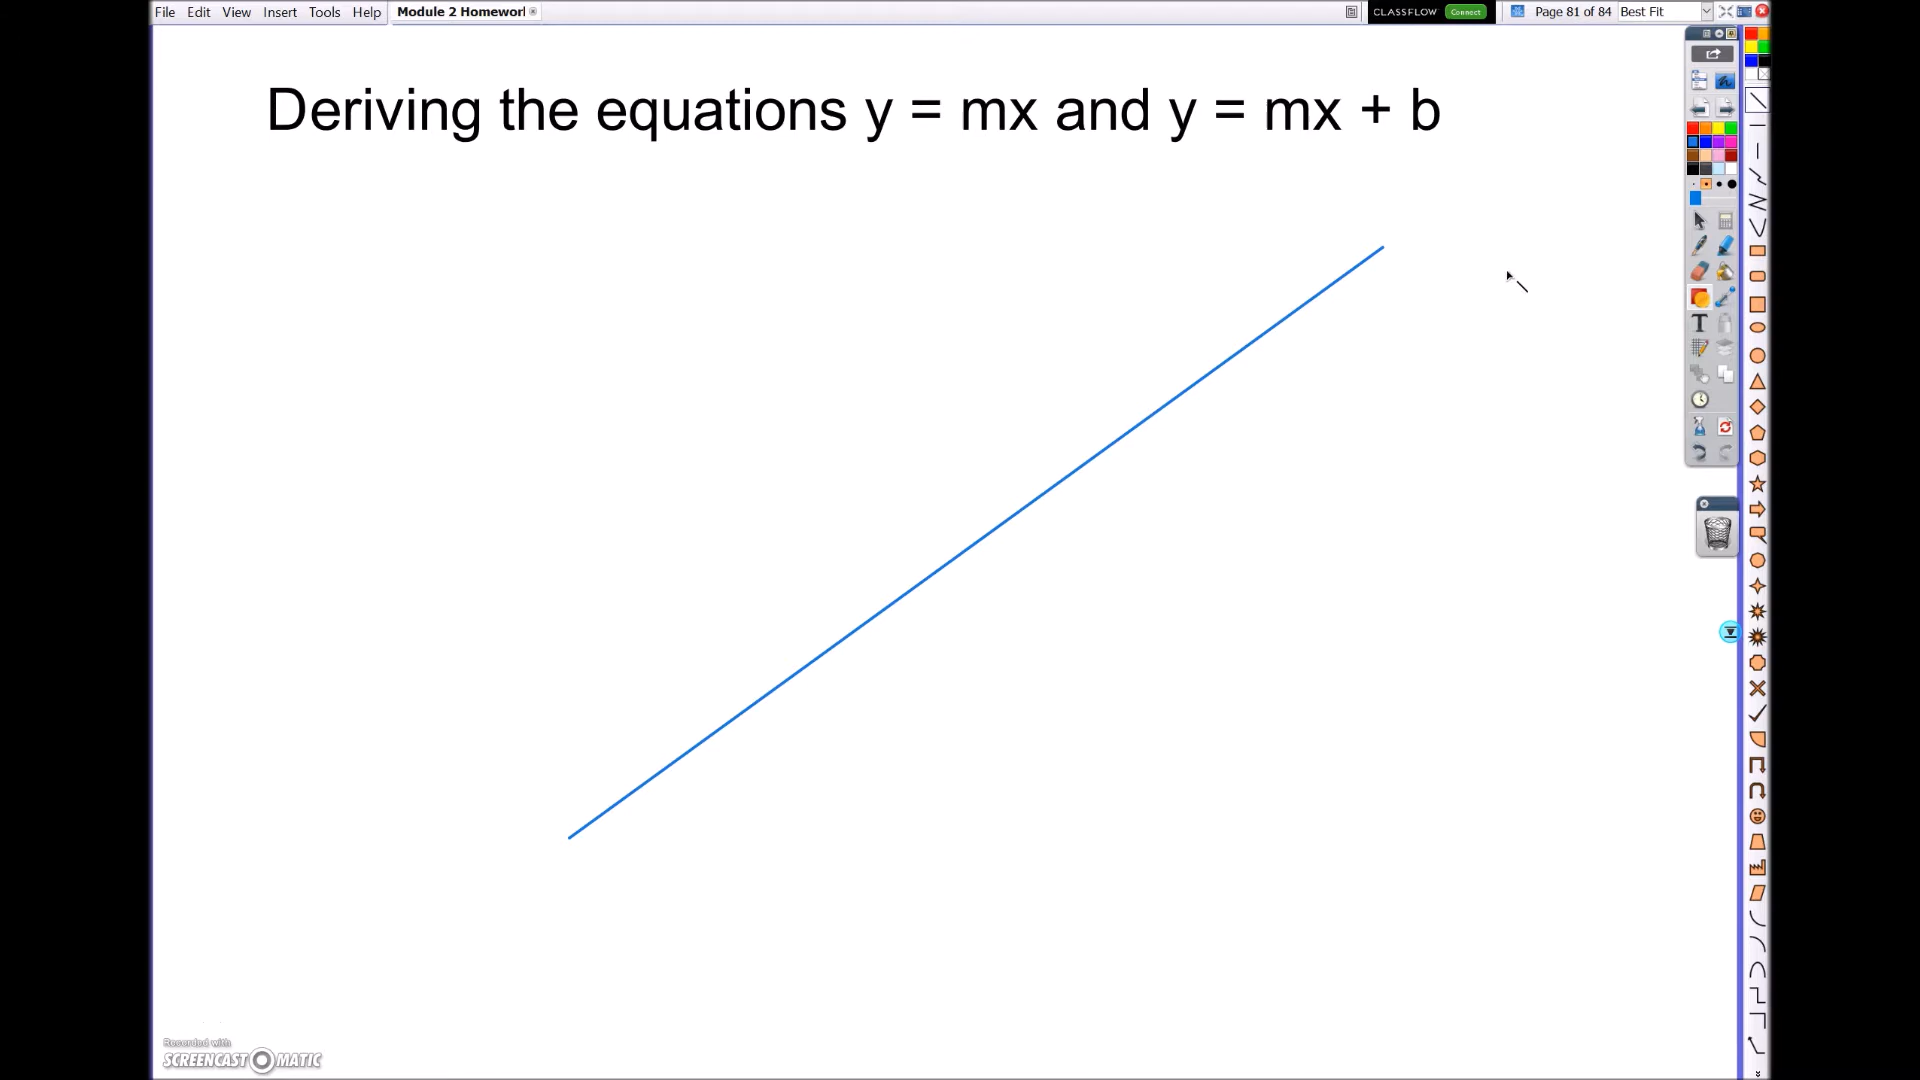 File Edit View Insert Tools Help Module 2 Homework
CLASSFLOW Connect Page 81 of 84 Best Fit
Deriving the equations y = mx and y = mx + b
T
Recorded with
SCREENCAST MATIC